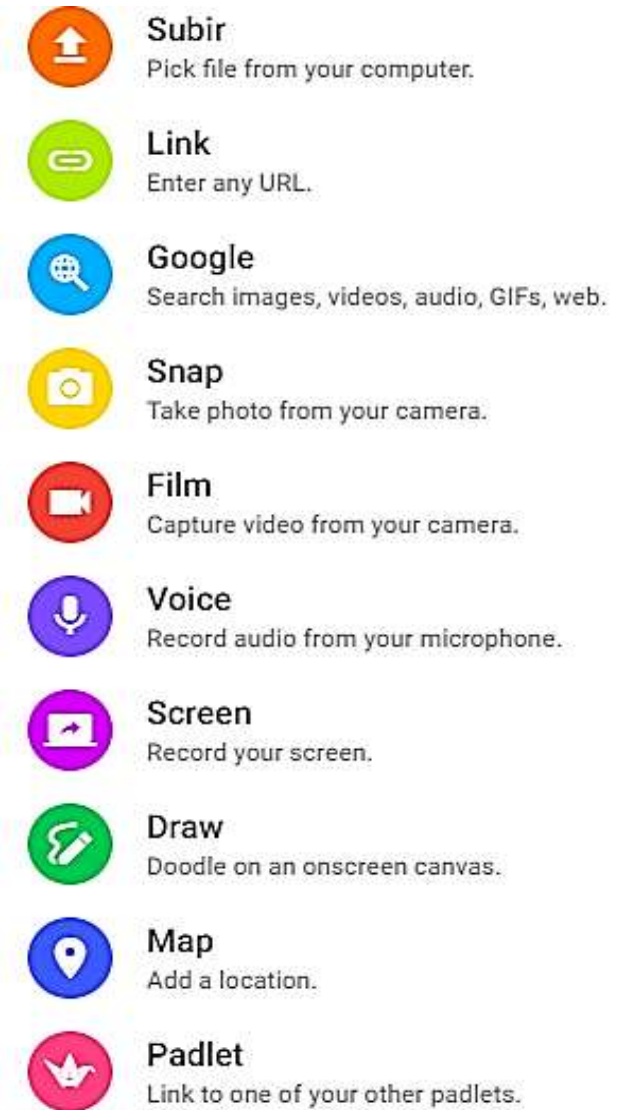 Subir
Pick file from your computer.
Link
Enter any URL.
Google
Search images, videos, audio, GIFs, web.
Snap
Take photo from your camera.
Film
Capture video from your camera.
Voice
Record audio from your microphone.
Screen
Record your screen.
Draw
Doodle on an onscreen canvas.
Map
Add a location.
Padlet
Link to one of your other padlets.